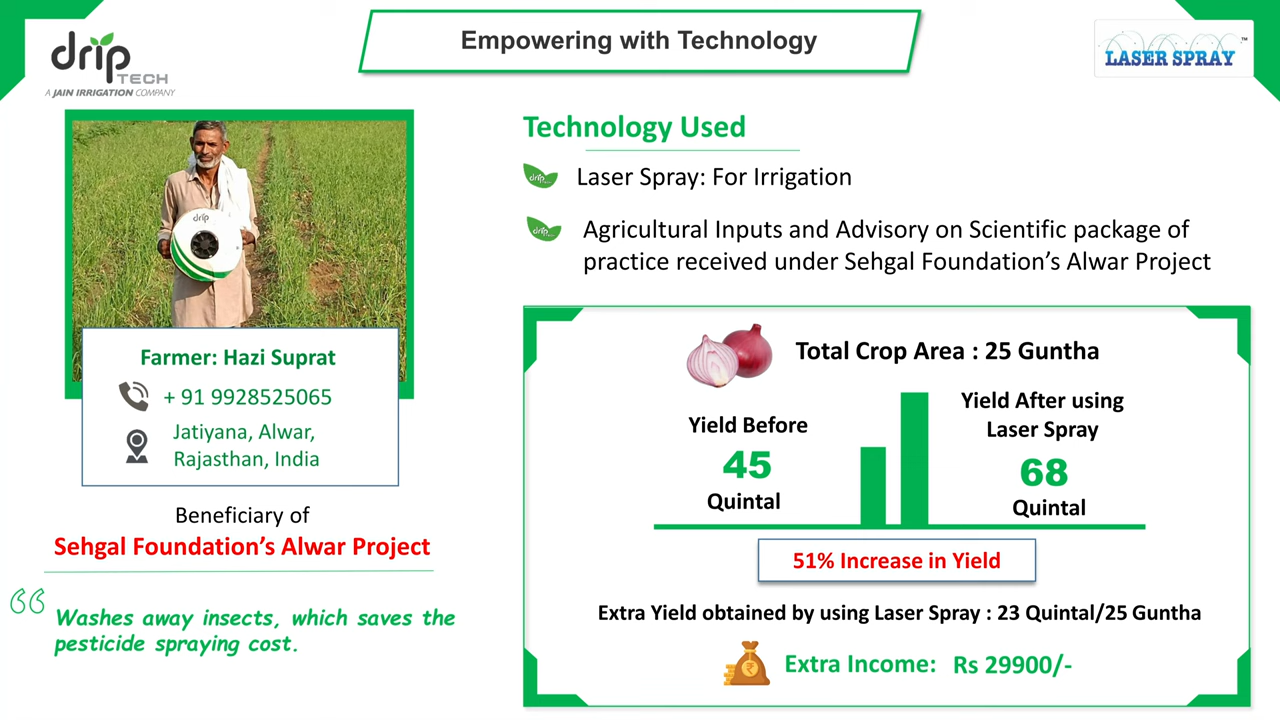 Empowering with Technology
drip
TECH
A JAIN IRRIGATION COMPANY
LASER SPRAY ™
drip
Farmer: Hazi Suprat
+ 91 9928525065
Jatiyana, Alwar,
Rajasthan, India
Beneficiary of
Sehgal Foundation’s Alwar Project
“ Washes away insects, which saves the
pesticide spraying cost.
Technology Used
drip
Laser Spray: For Irrigation
drip
Agricultural Inputs and Advisory on Scientific package of
practice received under Sehgal Foundation’s Alwar Project
Total Crop Area : 25 Guntha
Yield Before
45
Quintal
Yield After using
Laser Spray
68
Quintal
51% Increase in Yield
Extra Yield obtained by using Laser Spray : 23 Quintal/25 Guntha
₹
Extra Income: Rs 29900/-